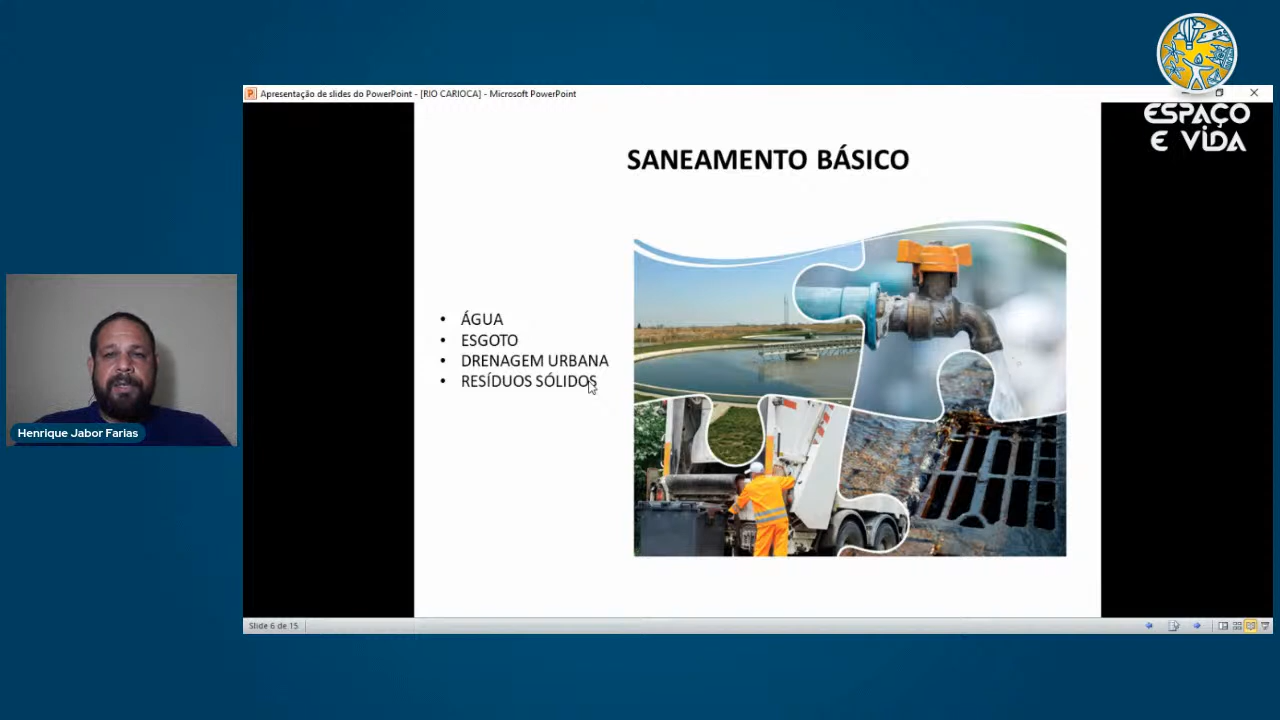 Apresentação de slides do PowerPoint - [RIO CARIOCA] - Microsoft PowerPoint
ESPAÇO
E VIDA
SANEAMENTO BÁSICO
• ÁGUA
• ESGOTO
• DRENAGEM URBANA
• RESÍDUOS SÓLIDOS
Henrique Jabor Farias
Slide 6 de 15